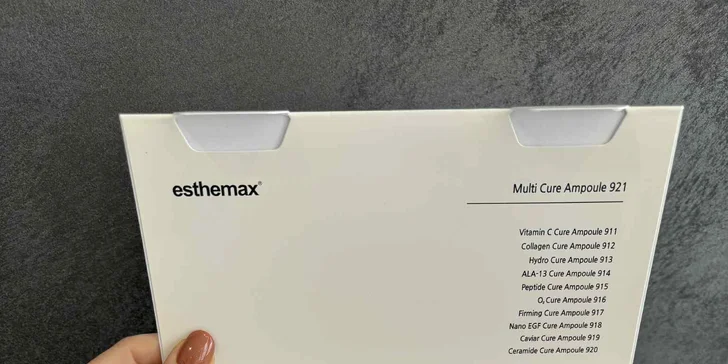 esthemax®
Multi Cure Ampoule 921
Vitamin C Cure Ampoule 911
Collagen Cure Ampoule 912
Hydro Cure Ampoule 913
ALA-13 Cure Ampoule 914
Peptide Cure Ampoule 915
O₂ Cure Ampoule 916
Firming Cure Ampoule 917
Nano EGF Cure Ampoule 918
Caviar Cure Ampoule 919
Ceramide Cure Ampoule 920